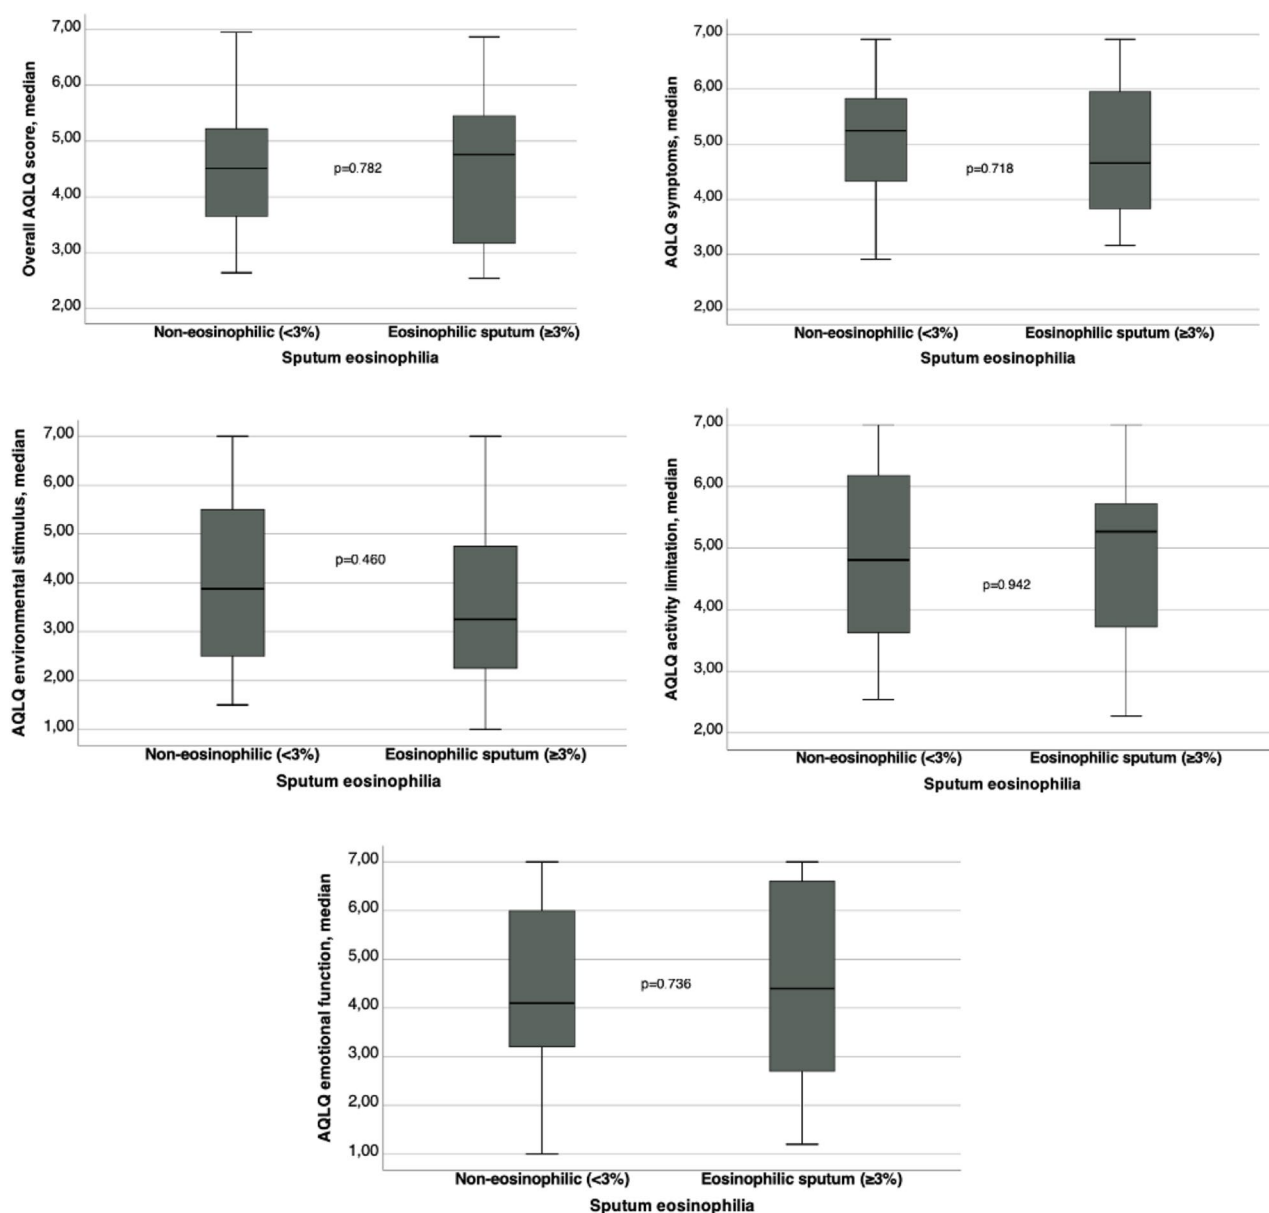 Overall AQLQ score, median
7,00
6,00
5,00
4,00
3,00
2,00
p=0.782
Non-eosinophilic (<3%) Eosinophilic sputum (≥3%)
Sputum eosinophilia
AQLQ symptoms, median
7,00
6,00
5,00
4,00
3,00
2,00
p=0.718
Non-eosinophilic (<3%) Eosinophilic sputum (≥3%)
Sputum eosinophilia
AQLQ environmental stimulus, median
7,00
6,00
5,00
4,00
3,00
2,00
1,00
p=0.460
Non-eosinophilic (<3%) Eosinophilic sputum (≥3%)
Sputum eosinophilia
AQLQ activity limitation, median
7,00
6,00
5,00
4,00
3,00
2,00
p=0.942
Non-eosinophilic (<3%) Eosinophilic sputum (≥3%)
Sputum eosinophilia
AQLQ emotional function, median
7,00
6,00
5,00
4,00
3,00
2,00
1,00
p=0.736
Non-eosinophilic (<3%) Eosinophilic sputum (≥3%)
Sputum eosinophilia